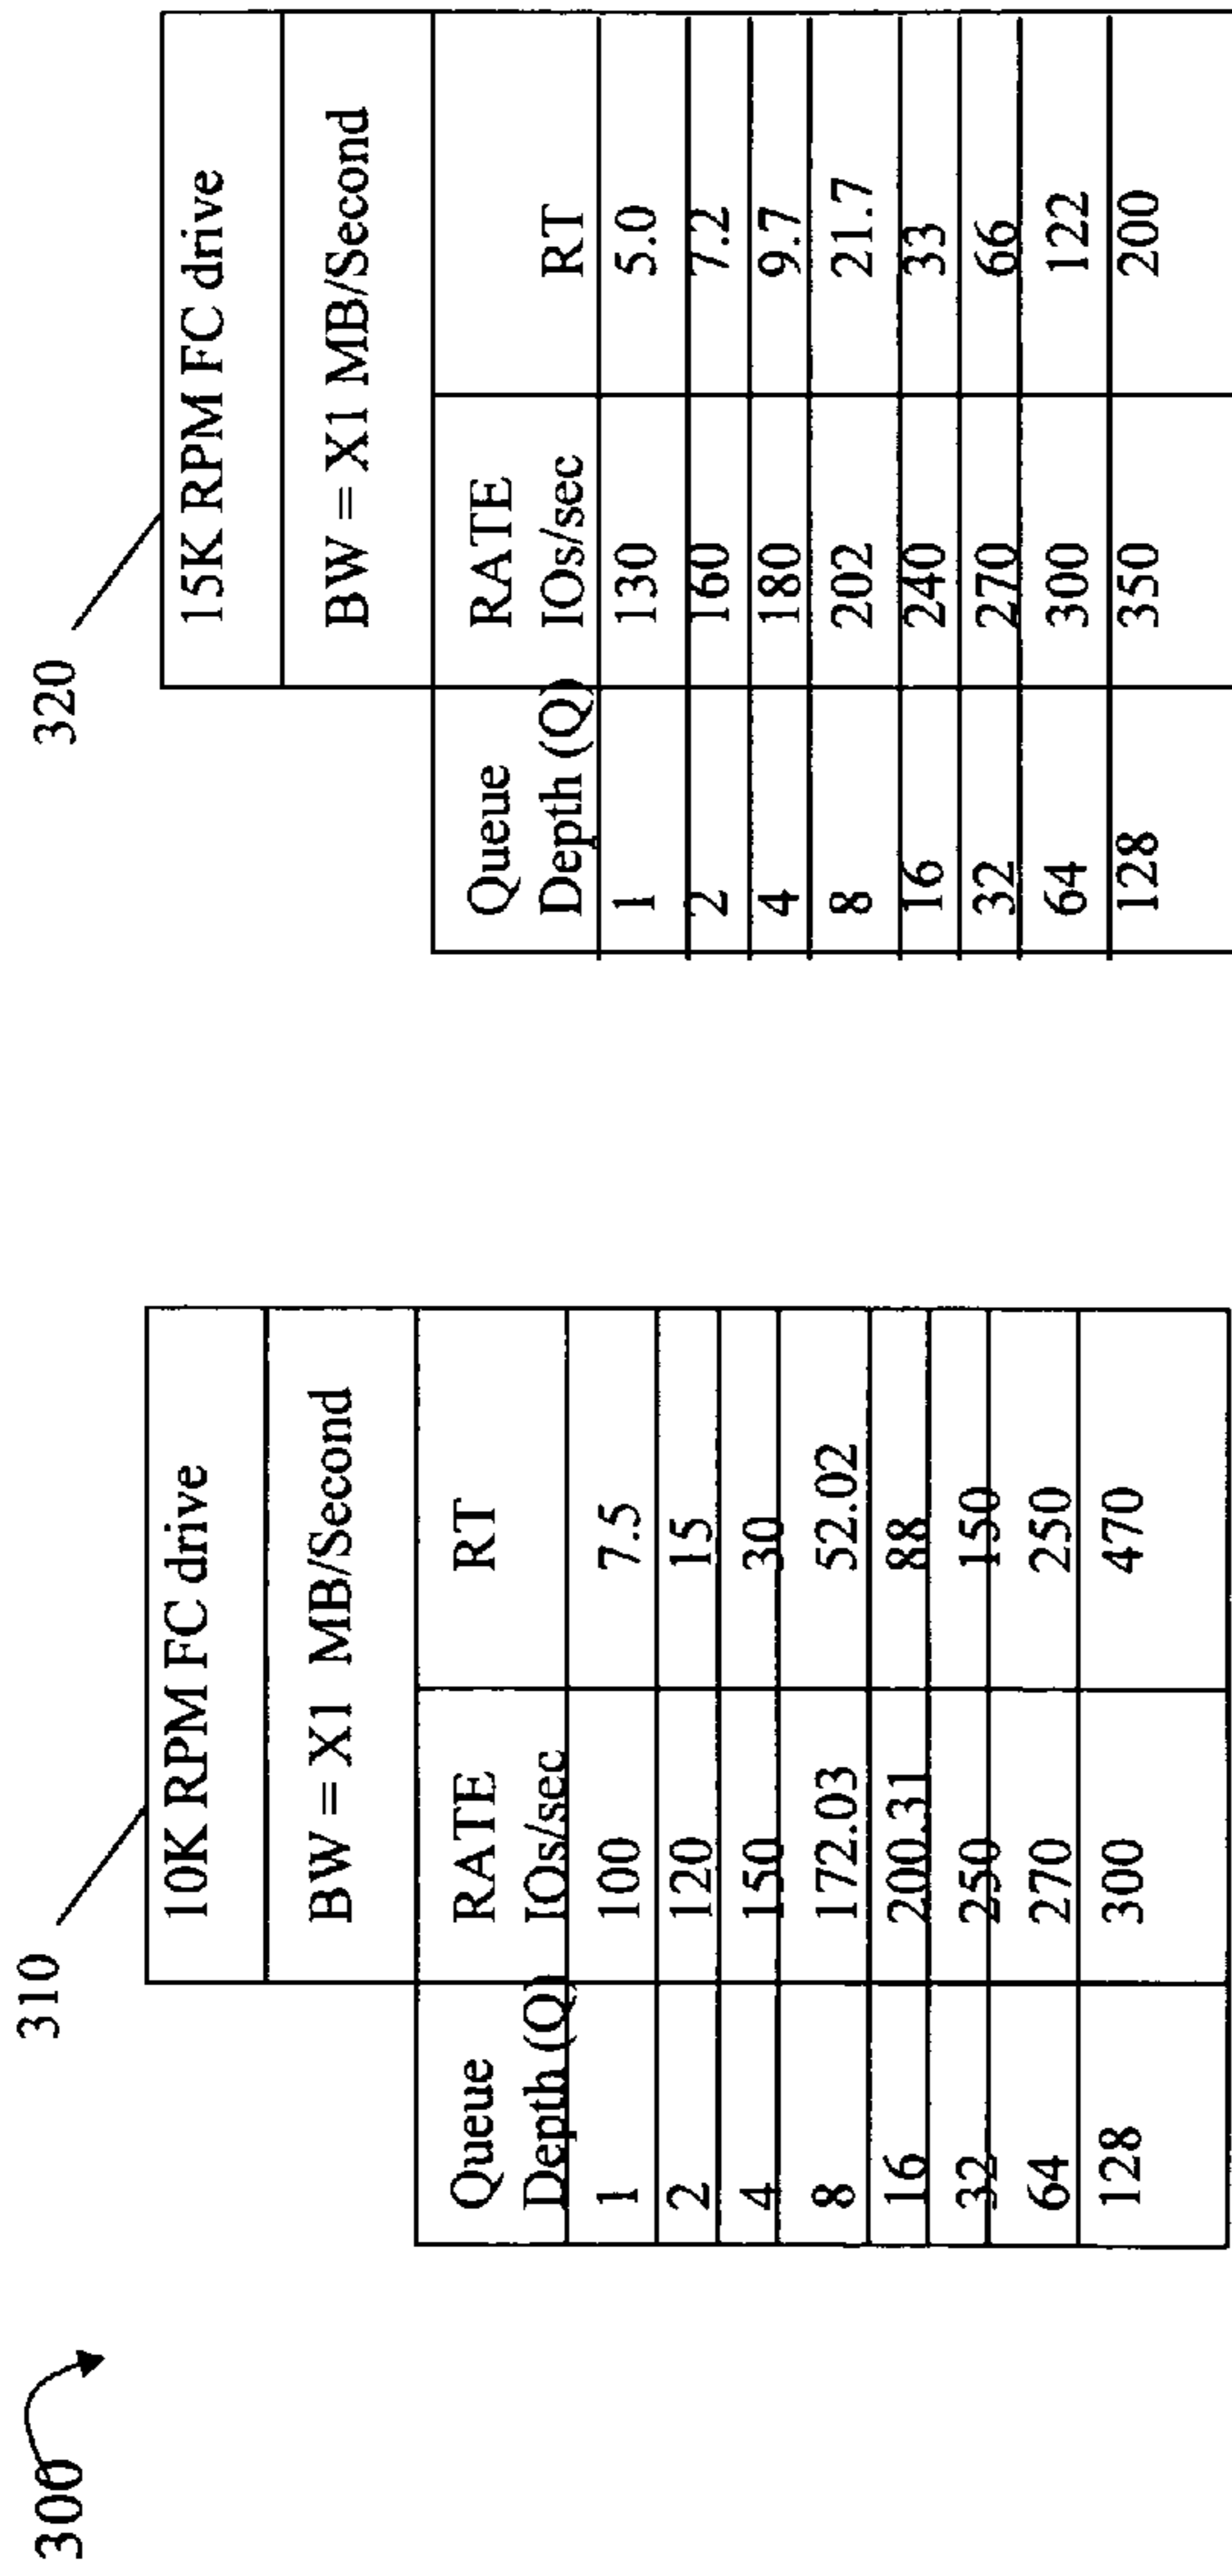 300
310
10K RPM FC drive
BW = X1 MB/Second
Queue RATE RT
Depth (Q) IOs/sec
1 100 7.5
2 120 15
4 150 30
8 172.03 52.02
16 200.31 88
32 250 150
64 270 250
128 300 470
320
15K RPM FC drive
BW = X1 MB/Second
Queue RATE
Depth (Q) IOs/sec RT
1 130 5.0
2 160 7.2
4 180 9.7
8 202 21.7
16 240 33
32 270 66
64 300 122
128 350 200